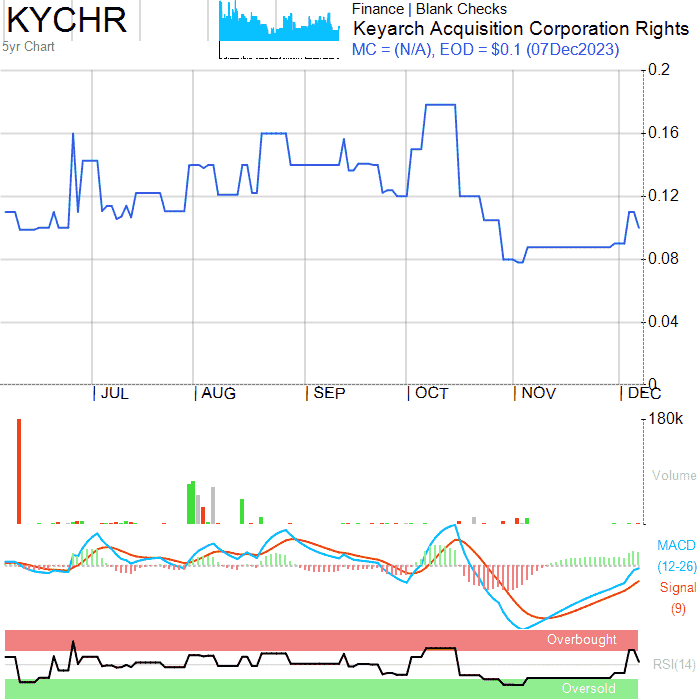 KYCHR
5yr Chart
Finance | Blank Checks
Keyarch Acquisition Corporation Rights
MC = (N/A), EOD = $0.1 (07Dec2023)
0.2
0.16
0.12
0.08
0.04
0
JUL AUG SEP OCT NOV DEC
180k
Volume
MACD
(12-26)
Signal
(9)
Overbought
RSI(14)
Oversold